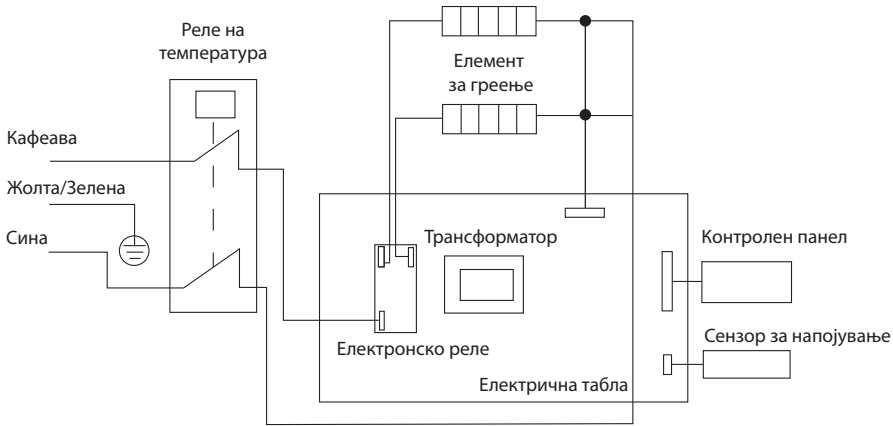 Реле на
температура
Елемент
за греење
Кафеава
Жолта/Зелена
Сина
Трансформатор
Контролен панел
Електронско реле
Сензор за напојување
Електрична табла